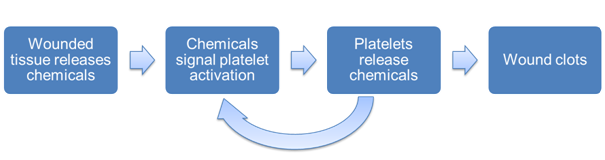 Wounded
tissue releases
chemicals
Chemicals
signal platelet
activation
Platelets
release
chemicals
Wound clots